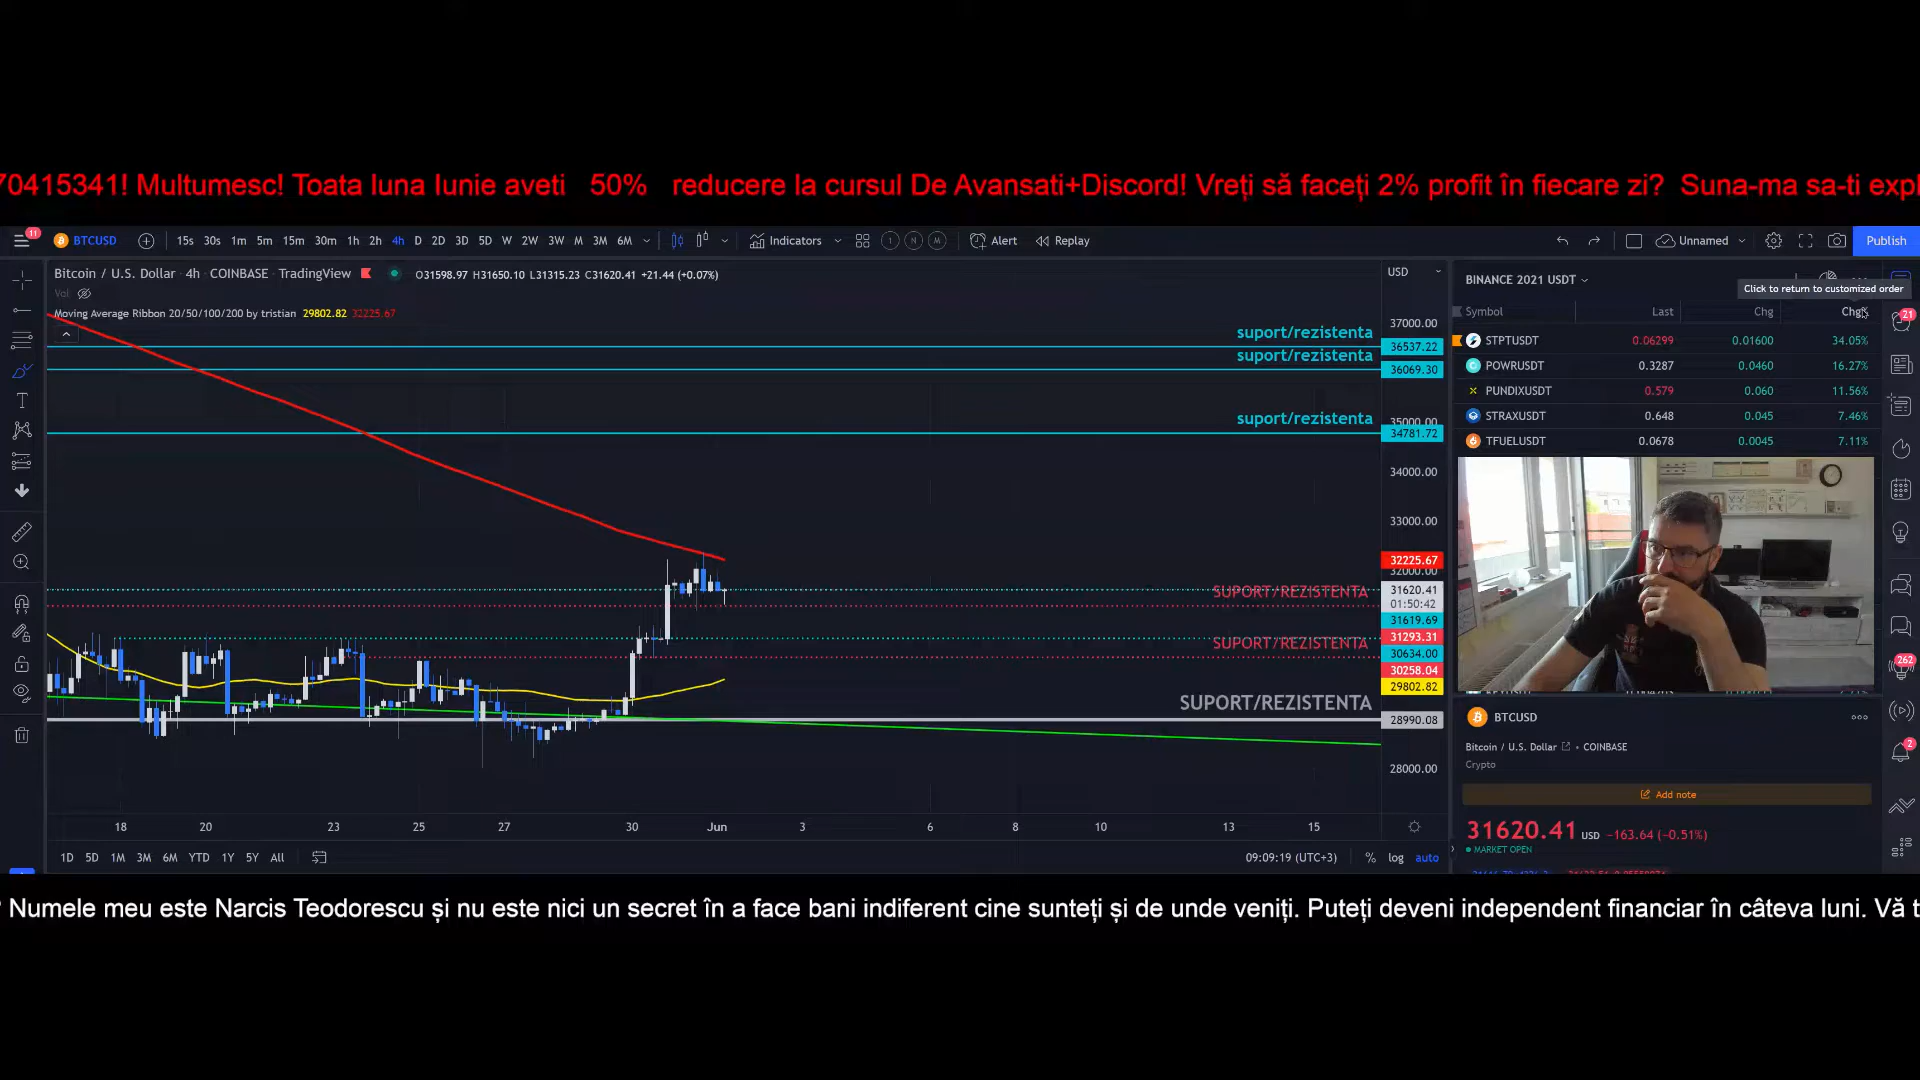 70415341! Multumesc! Toata luna Iunie aveti 50% reducere la cursul De Avansati+Discord! Vreți să faceți 2% profit în fiecare zi? Suna-ma sa-ti expl
11 BTCUSD 15s 30s 1m 5m 15m 30m 1h 2h 4h D 2D 3D 5D W 2W 3W M 3M 6M Indicators 1 N M Alert Replay Unnamed Publish
Bitcoin / U.S. Dollar · 4h · COINBASE · TradingView O31598.97 H31650.10 L31315.23 C31620.41 +21.44 (+0.07%)
Vol
Moving Average Ribbon 20/50/100/200 by tristian 29802.82 32225.67
USD
37000.00
suport/rezistenta 36537.22
suport/rezistenta 36069.30
35000.00
suport/rezistenta 34781.72
34000.00
33000.00
32225.67
32000.00
SUPORT/REZISTENTA 31620.41
01:50:42
31619.69
31293.31
SUPORT/REZISTENTA 30634.00
30258.04
29802.82
SUPORT/REZISTENTA 28990.08
28000.00
18 20 23 25 27 30 Jun 3 6 8 10 13 15
1D 5D 1M 3M 6M YTD 1Y 5Y All 09:09:19 (UTC+3) % log auto
BINANCE 2021 USDT
Click to return to customized order
Symbol Last Chg Chg%
STPTUSDT 0.06299 0.01600 34.05%
POWRUSDT 0.3287 0.0460 16.27%
PUNDIXUSDT 0.579 0.060 11.56%
STRAXUSDT 0.648 0.045 7.46%
TFUELUSDT 0.0678 0.0045 7.11%
BTCUSD
Bitcoin / U.S. Dollar • COINBASE
Crypto
Add note
31620.41 USD −163.64 (−0.51%)
MARKET OPEN
21
262
2
? Numele meu este Narcis Teodorescu și nu este nici un secret în a face bani indiferent cine sunteți și de unde veniți. Puteți deveni independent financiar în câteva luni. Vă t